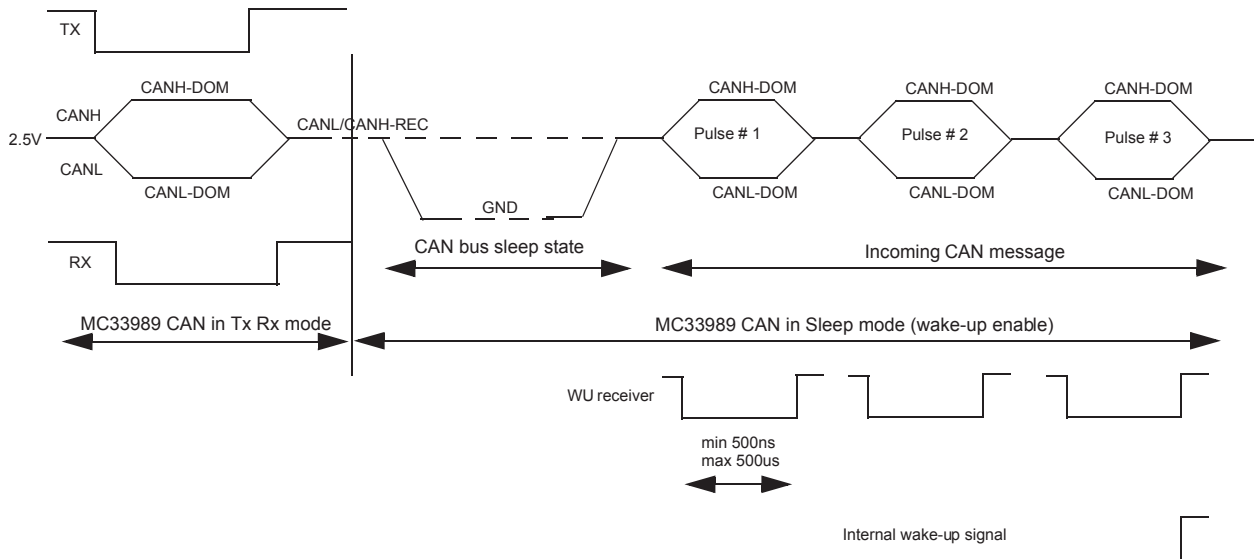 TX
CANH-DOM
CANH-DOM
CANH-DOM
CANH-DOM
CANH
CANL/CANH-REC
Pulse # 1
Pulse # 2
Pulse # 3
2.5V
CANL
CANL-DOM
CANL-DOM
CANL-DOM
CANL-DOM
GND
CAN bus sleep state
Incoming CAN message
RX
MC33989 CAN in Tx Rx mode
MC33989 CAN in Sleep mode (wake-up enable)
WU receiver
min 500ns
max 500us
Internal wake-up signal